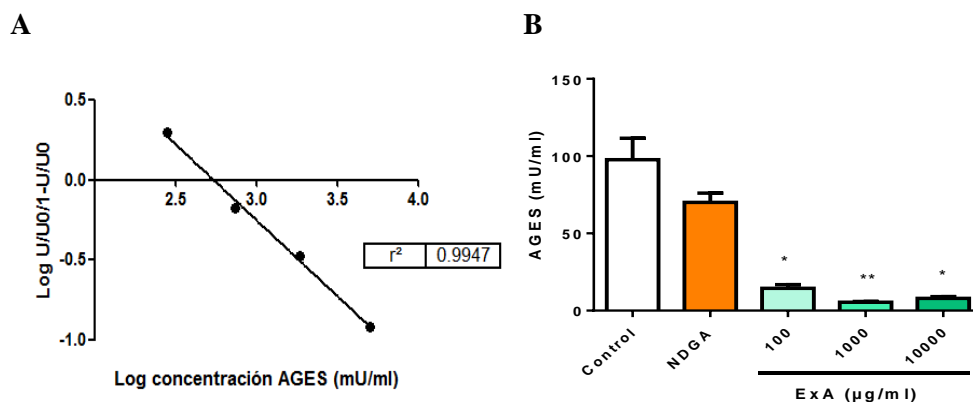 A
0.5
0.0
-0.5
-1.0
2.5 3.0 3.5 4.0
Log U/U0/1-U/U0
r² 0.9947
Log concentración AGES (mU/ml)
B
150
100
50
0
AGES (mU/ml)
* ** *
Control NDGA 100 1000 10000
ExA (µg/ml)